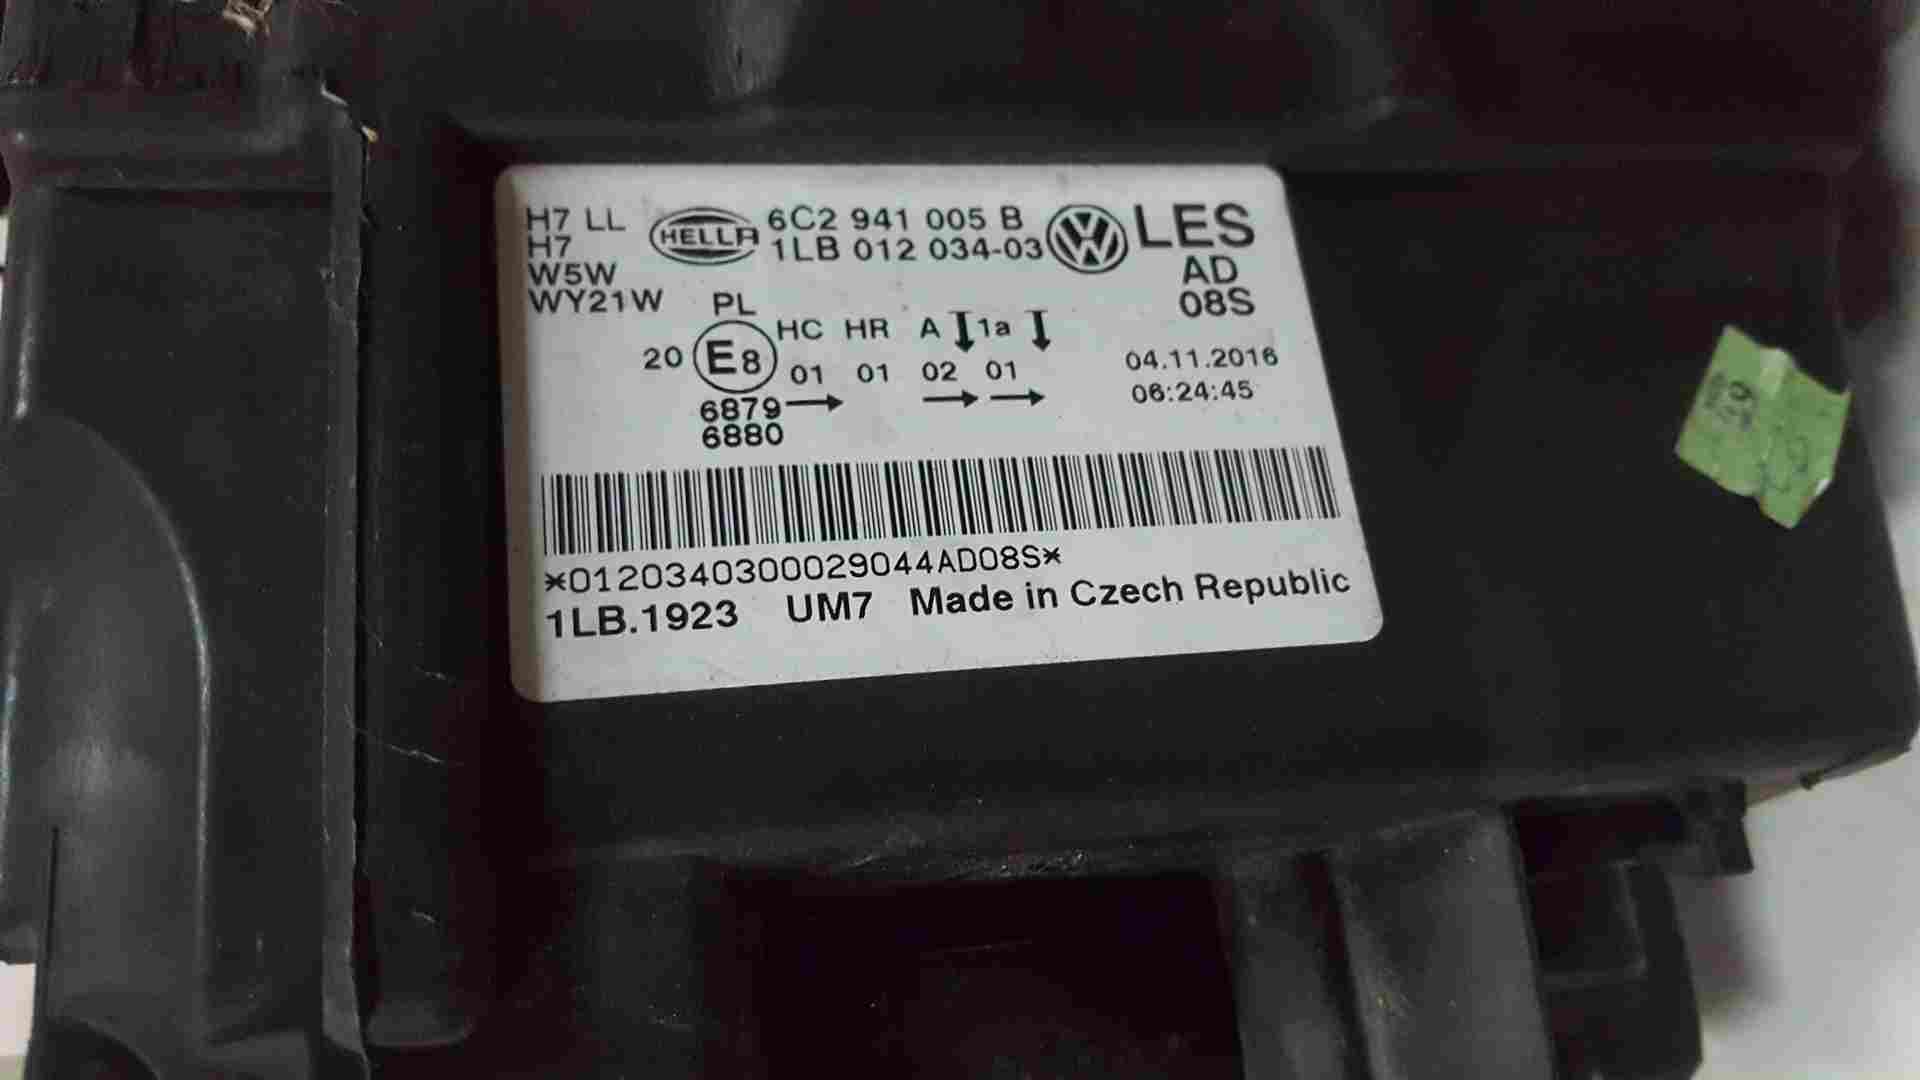 H7 LL
H7
W5W
WY21W
HELLA
6C2 941 005 B
1LB 012 034-03
LES
AD
08S
PL
HC HR A 1a
20 E8 01 01 02 01
6879
6880
04.11.2016
06:24:45
*0120340300029044AD08S*
1LB.1923 UM7 Made in Czech Republic